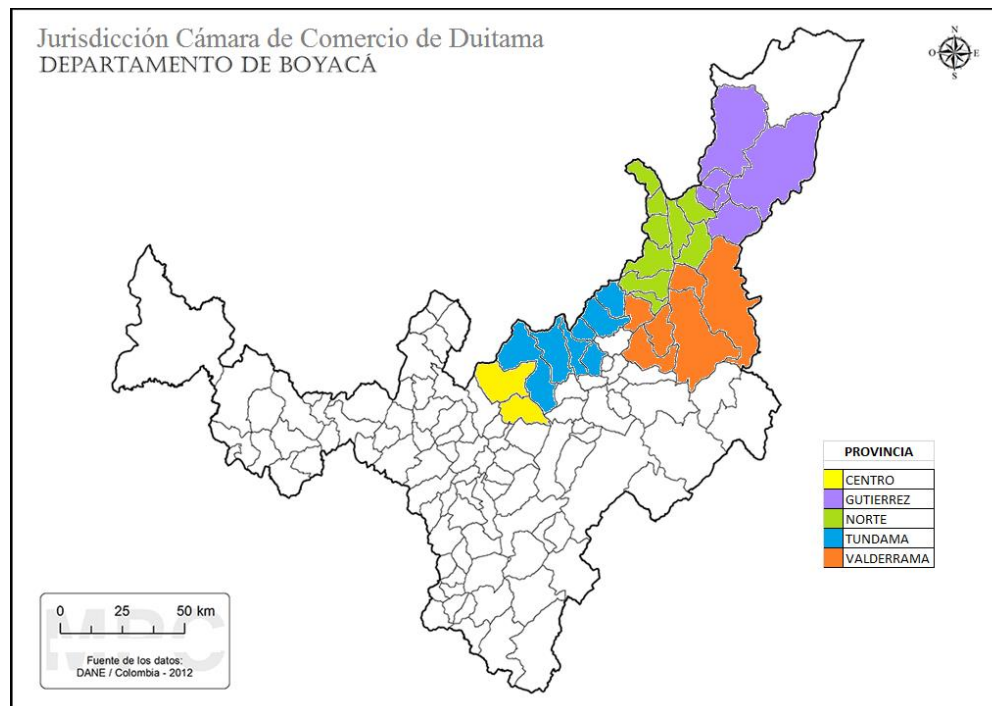 Jurisdicción Cámara de Comercio de Duitama
DEPARTAMENTO DE BOYACÁ
N
O E
S
PROVINCIA
CENTRO
GUTIERREZ
NORTE
TUNDAMA
VALDERRAMA
0 25 50 km
MPC
Fuente de los datos:
DANE / Colombia - 2012